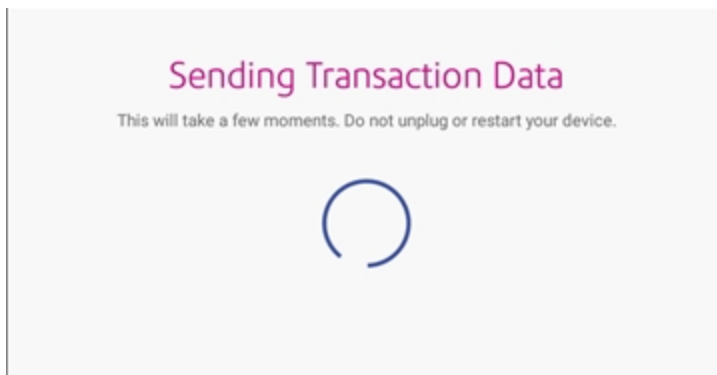 Sending Transaction Data
This will take a few moments. Do not unplug or restart your device.